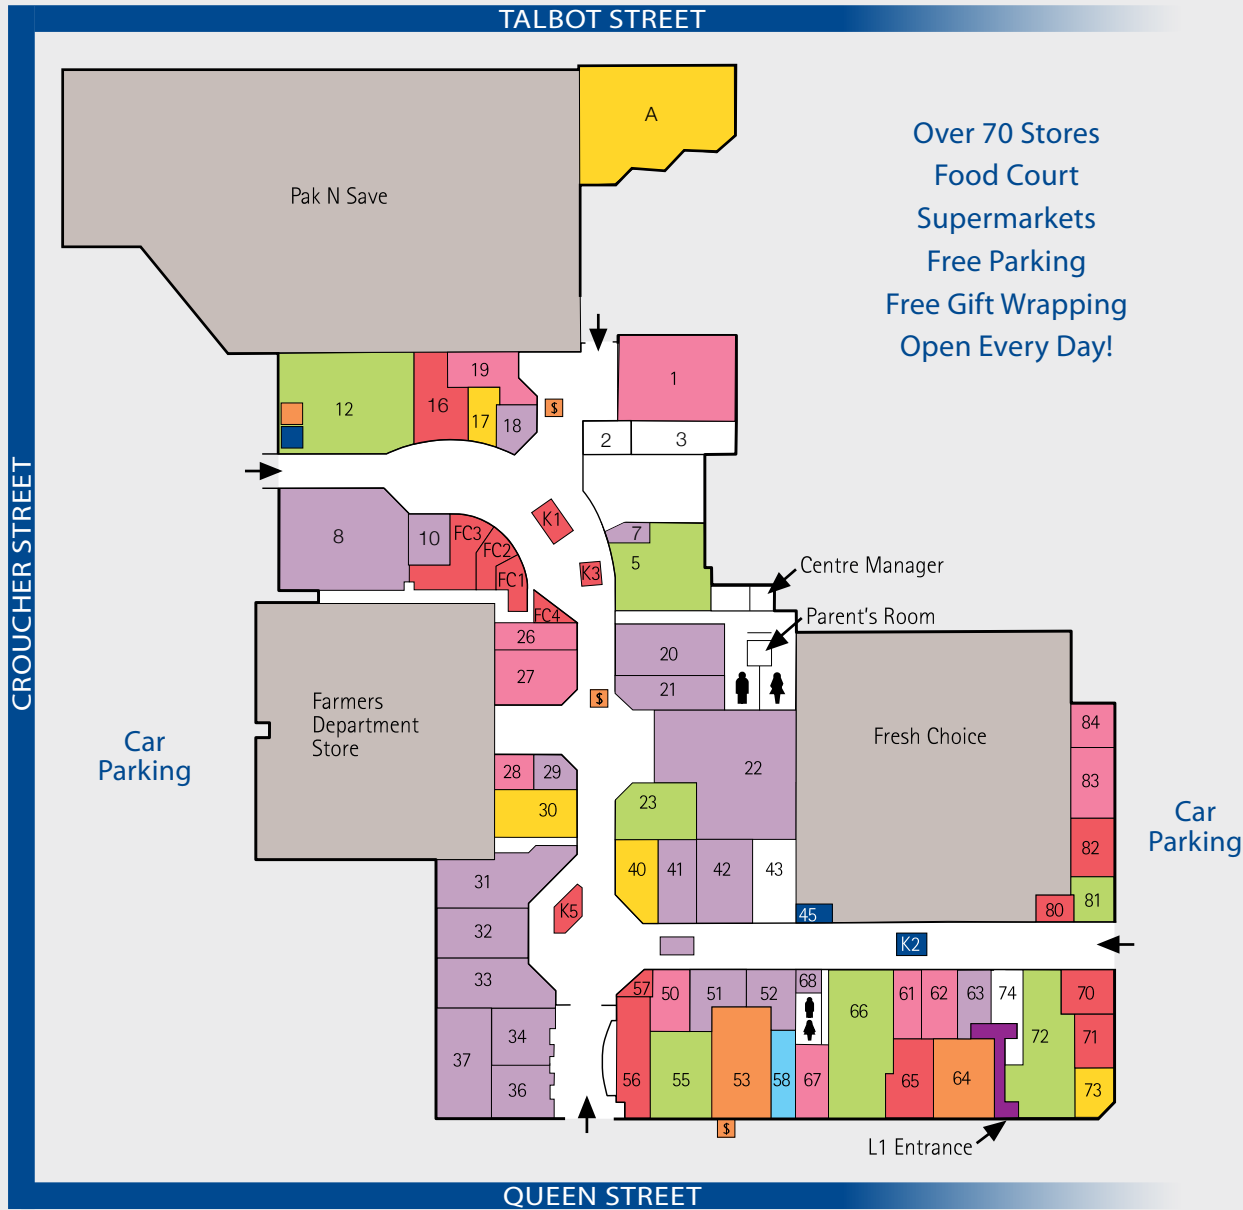 TALBOT STREET
A
Over 70 Stores
Food Court
Supermarkets
Free Parking
Free Gift Wrapping
Open Every Day!
Pak N Save
19
1
12
16
17
18
$
2
3
CROUCHER STREET
8
10
FC3
FC2
FC1
FC4
K1
K3
7
5
Centre Manager
Parent's Room
26
27
20
21
$
Farmers
Department
Store
Car
Parking
Fresh Choice
84
83
82
81
80
Car
Parking
22
28
29
30
23
40
41
42
43
45
31
32
33
34
36
37
K5
K2
57
50
51
52
68
66
61
62
63
74
72
70
71
73
56
55
53
58
67
65
64
$
L1 Entrance
QUEEN STREET